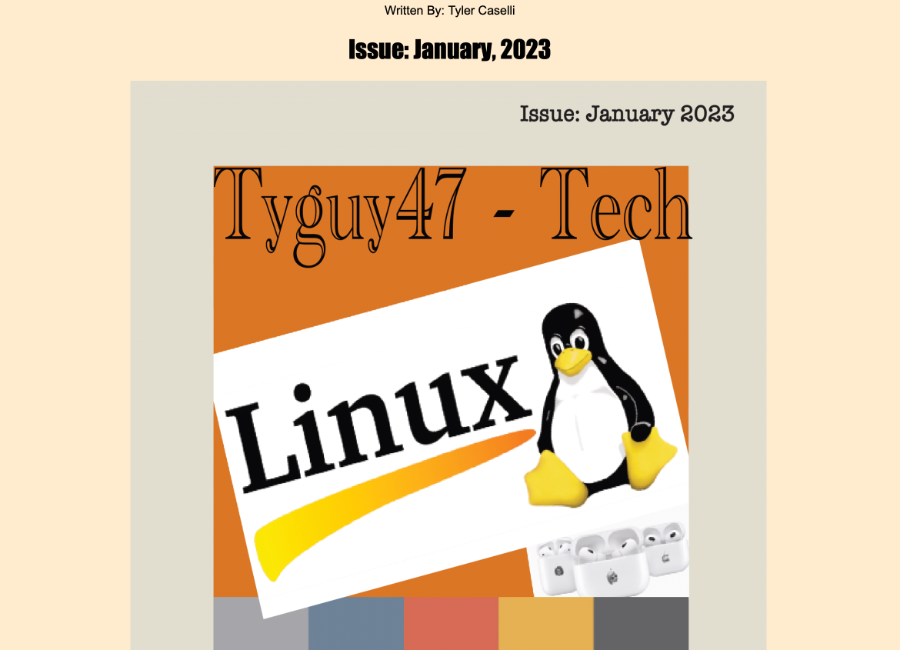 Written By: Tyler Caselli
Issue: January, 2023
Issue: January 2023
Tyguy47 - Tech
Linux